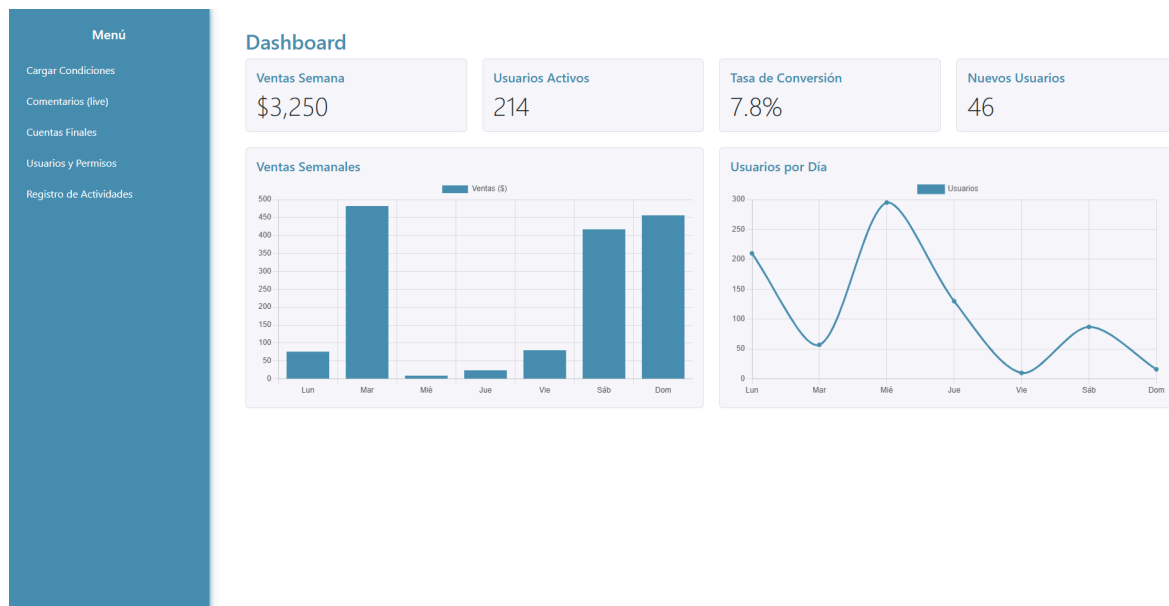 Menú
Cargar Condiciones
Comentarios (live)
Cuentas Finales
Usuarios y Permisos
Registro de Actividades
Dashboard
Ventas Semana
$3,250
Usuarios Activos
214
Tasa de Conversión
7.8%
Nuevos Usuarios
46
Ventas Semanales
Ventas ($)
500
450
400
350
300
250
200
150
100
50
0
Lun Mar Mié Jue Vie Sáb Dom
Usuarios por Día
Usuarios
300
250
200
150
100
50
0
Lun Mar Mié Jue Vie Sáb Dom